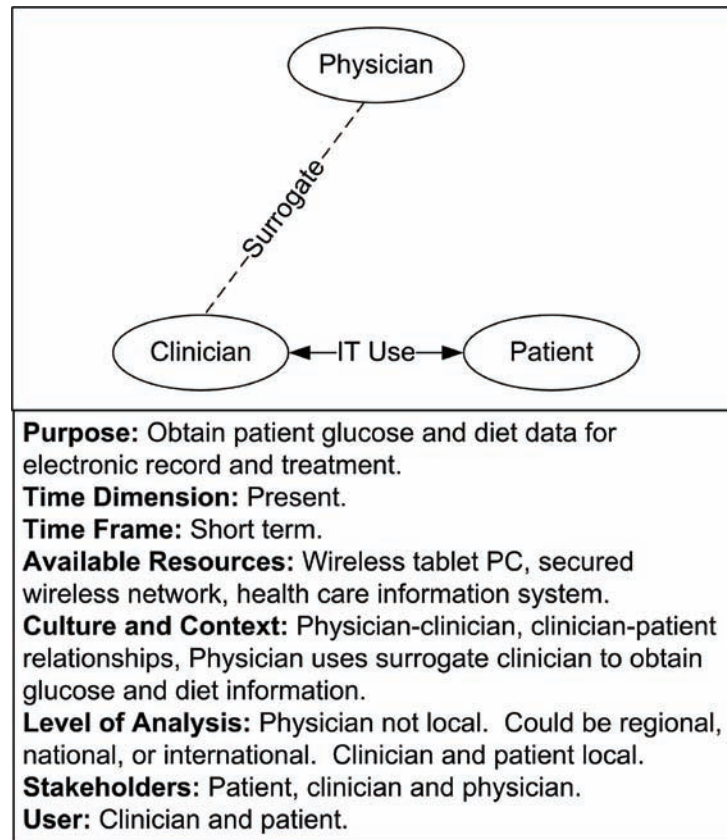 Physician
Surrogate
Clinician
IT Use
Patient
Purpose: Obtain patient glucose and diet data for
electronic record and treatment.
Time Dimension: Present.
Time Frame: Short term.
Available Resources: Wireless tablet PC, secured
wireless network, health care information system.
Culture and Context: Physician-clinician, clinician-patient
relationships, Physician uses surrogate clinician to obtain
glucose and diet information.
Level of Analysis: Physician not local. Could be regional,
national, or international. Clinician and patient local.
Stakeholders: Patient, clinician and physician.
User: Clinician and patient.